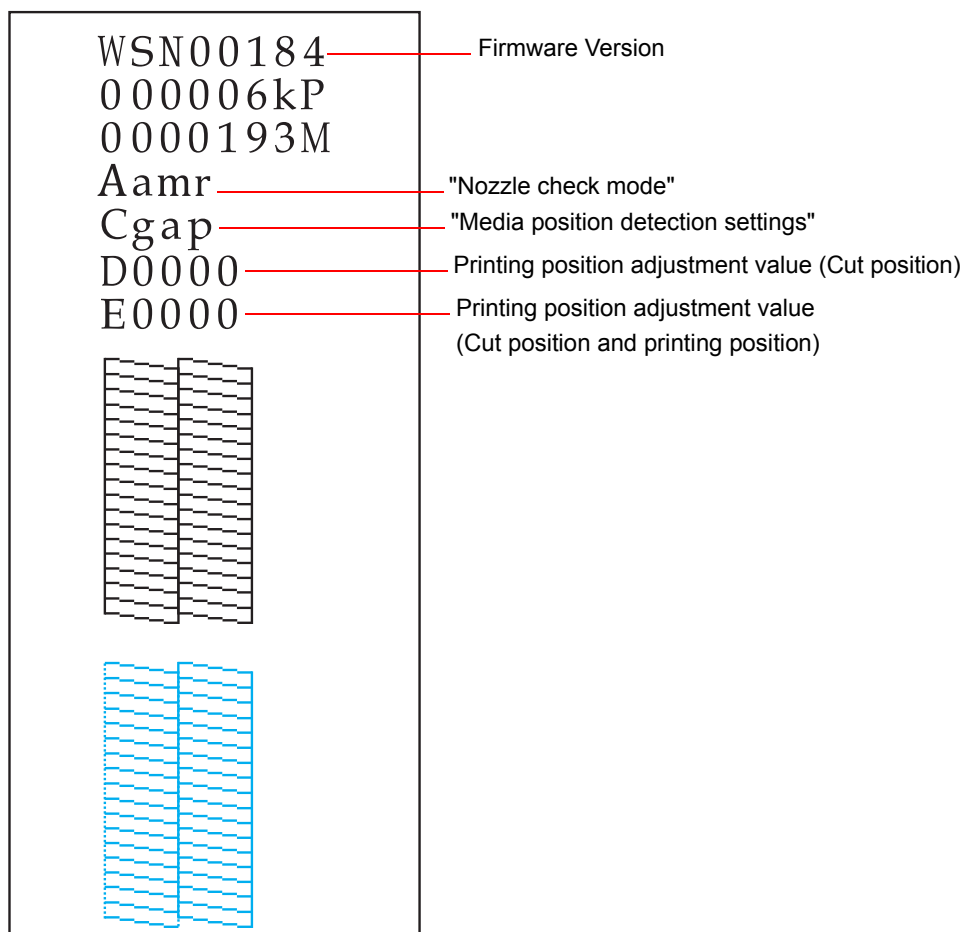 WSN00184 Firmware Version
000006kP
0000193M
Aamr "Nozzle check mode"
Cgap "Media position detection settings"
D0000 Printing position adjustment value (Cut position)
E0000 Printing position adjustment value
(Cut position and printing position)